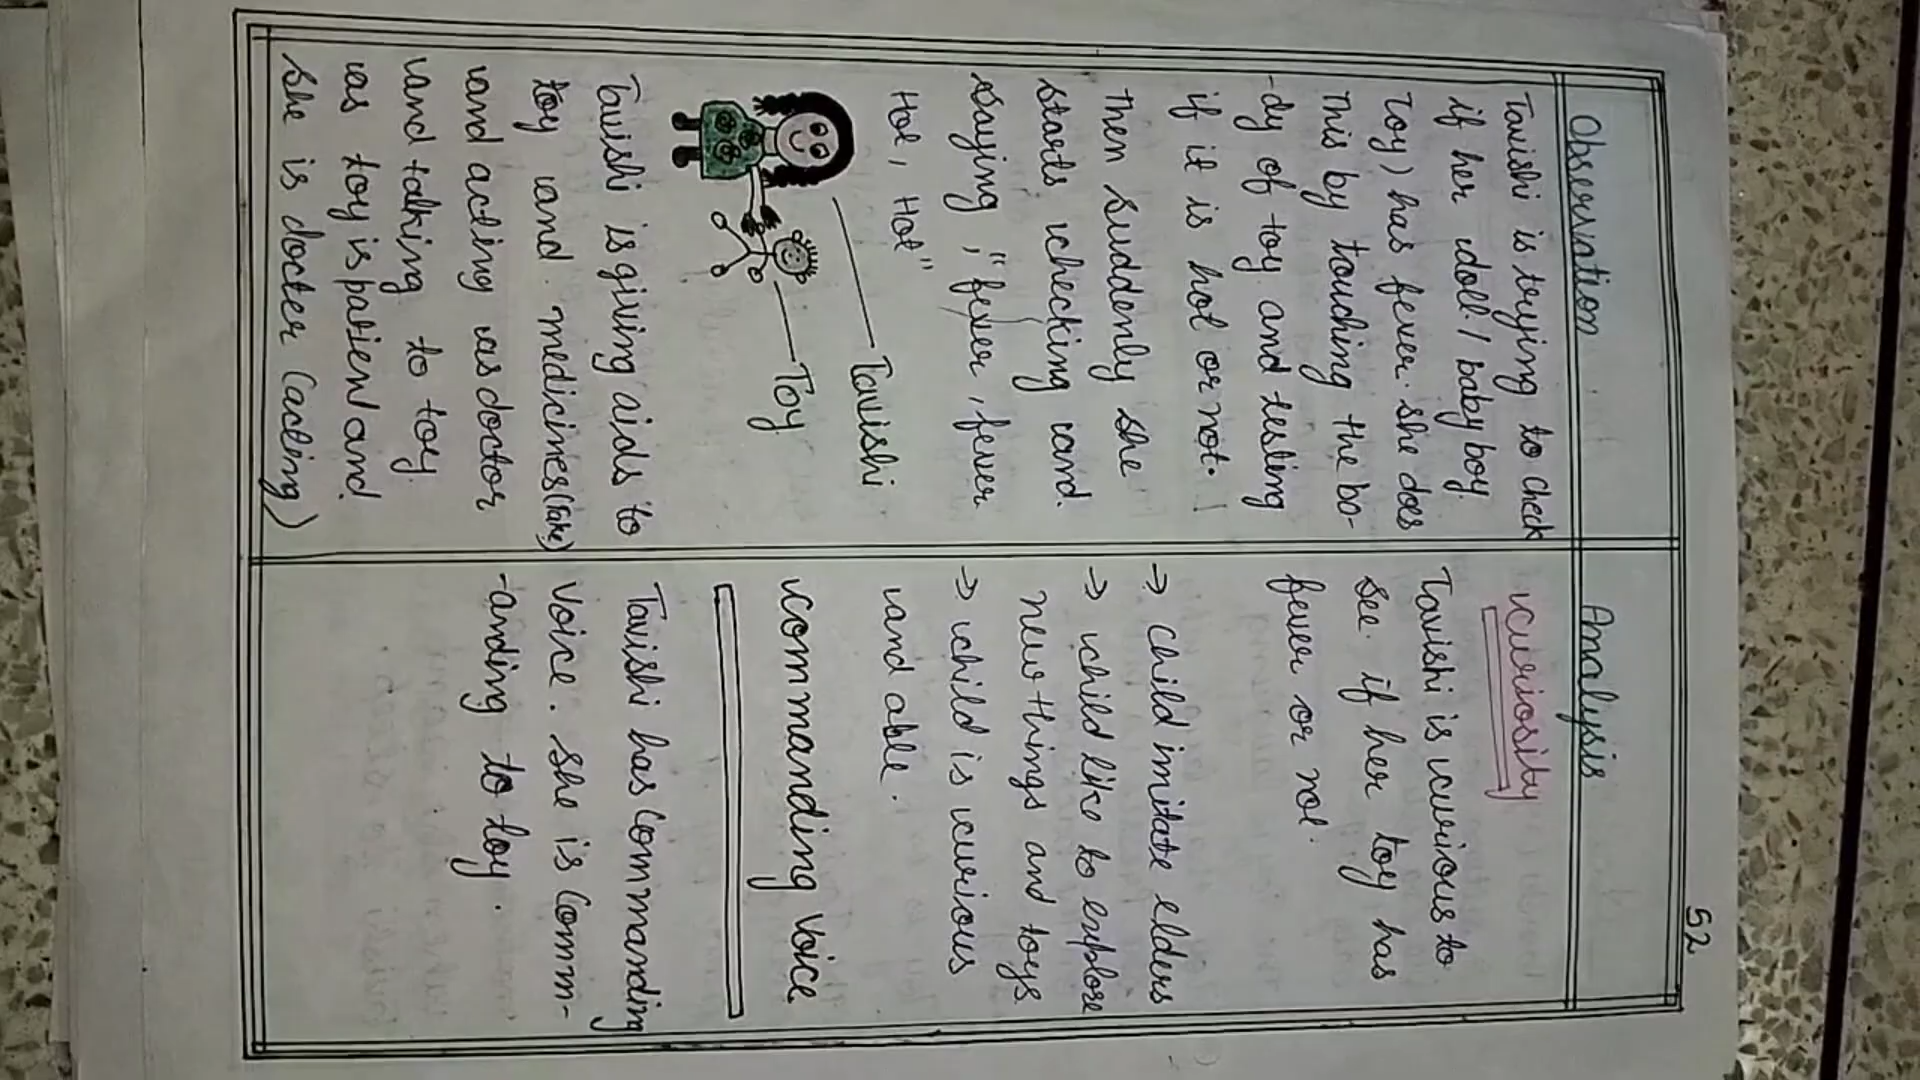 52
Observation
Tavishi is trying to check
if her doll / baby boy
Toy) has fever. she does
This by touching the bo-
-dy of toy and testing
if it is hot or not.
then suddenly she
starts checking and
saying, "fever, fever
Hot, Hot"
Tavishi
Toy
Tavishi is giving aids to
toy and medicines (fake)
and acting as doctor
and talking to toy
as toy is patient and
she is docter (acting)
Analysis
curiosity
Tavishi is curious to
see if her toy has
fever or not.
→ child imitate elders
→ child like to explore
new things and toys
→ child is curious
and able.
commanding voice
Tavishi has commanding
voice. she is comm-
-anding to toy.